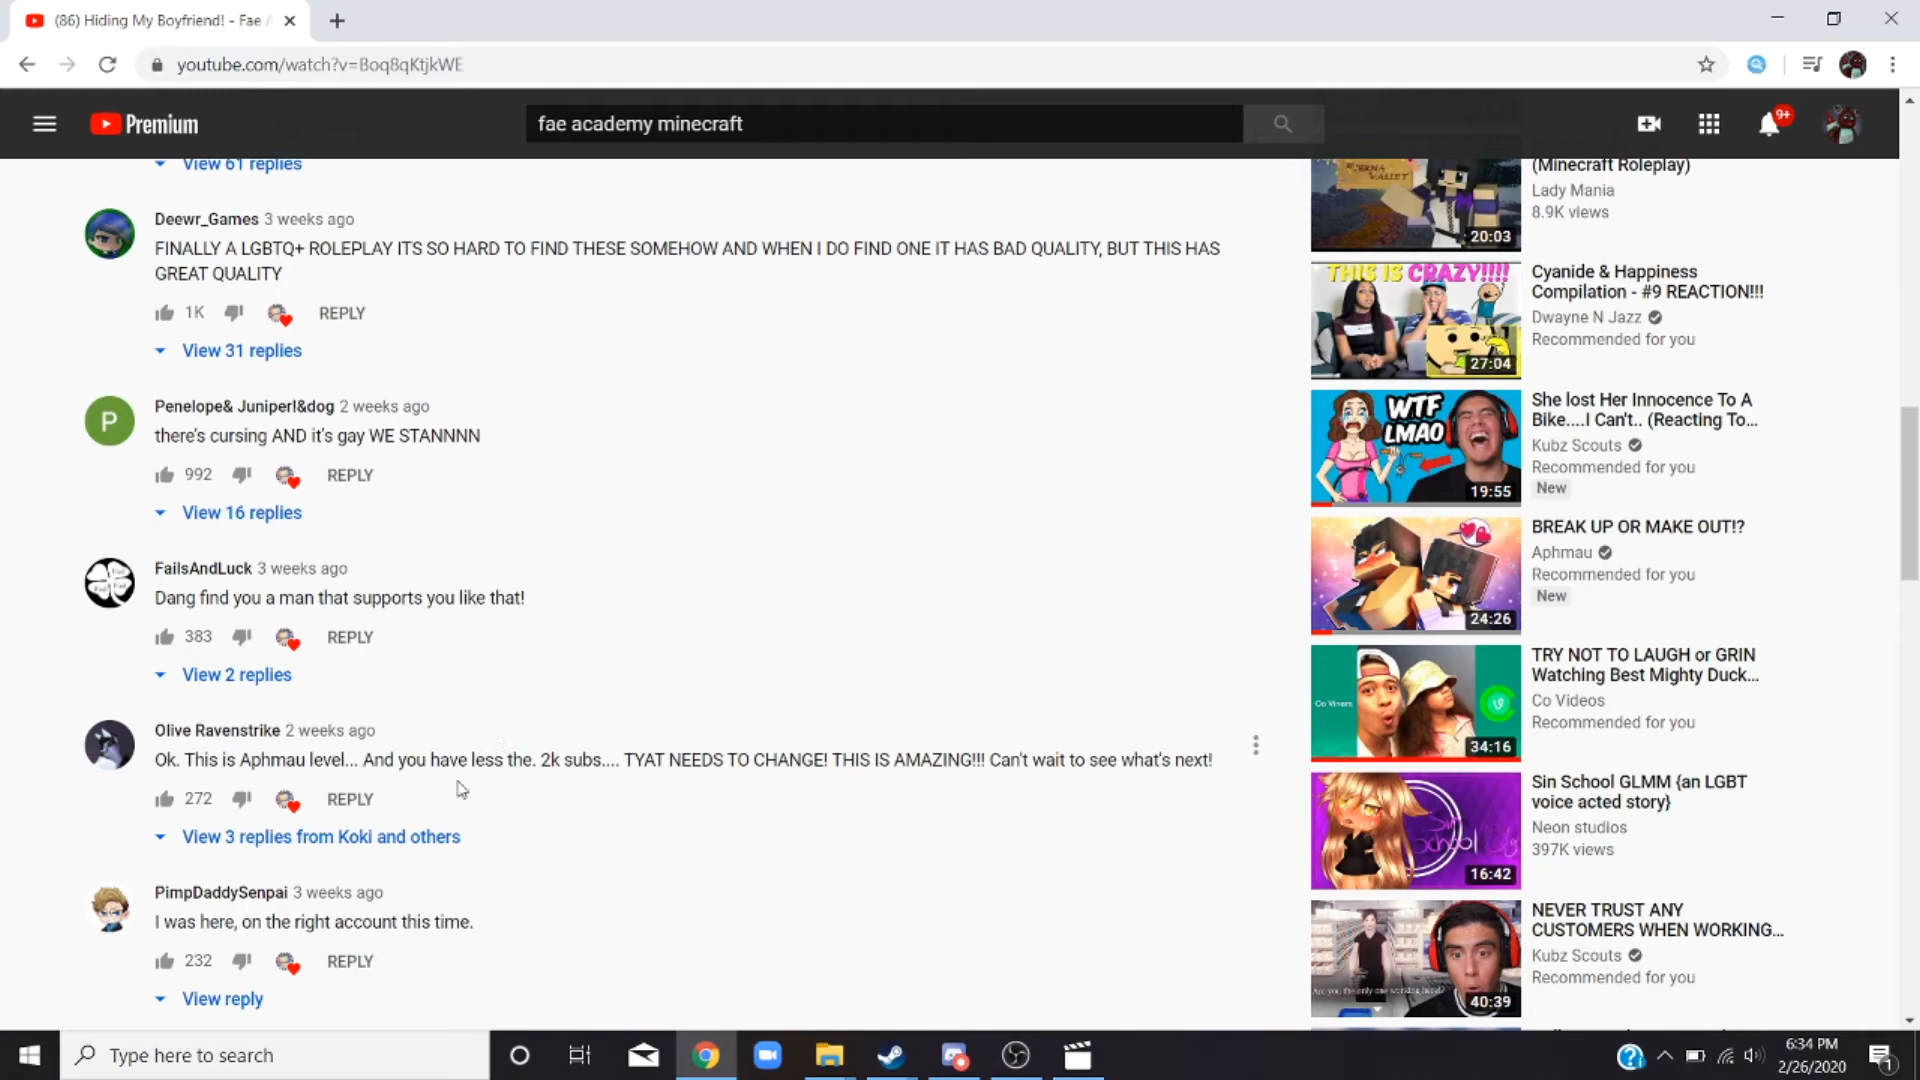 (86) Hiding My Boyfriend! - Fae A
youtube.com/watch?v=Boq8qKtjkWE
Premium
fae academy minecraft
9+
View 61 replies
Deewr_Games 3 weeks ago
FINALLY A LGBTQ+ ROLEPLAY ITS SO HARD TO FIND THESE SOMEHOW AND WHEN I DO FIND ONE IT HAS BAD QUALITY, BUT THIS HAS
GREAT QUALITY
1K REPLY
View 31 replies
P
Penelope& Juniper!&dog 2 weeks ago
there's cursing AND it's gay WE STANNNN
992 REPLY
View 16 replies
FailsAndLuck 3 weeks ago
Dang find you a man that supports you like that!
383 REPLY
View 2 replies
Olive Ravenstrike 2 weeks ago
Ok. This is Aphmau level... And you have less the. 2k subs.... TYAT NEEDS TO CHANGE! THIS IS AMAZING!!! Can't wait to see what's next!
272 REPLY
View 3 replies from Koki and others
PimpDaddySenpai 3 weeks ago
I was here, on the right account this time.
232 REPLY
View reply
20:03
(Minecraft Roleplay)
Lady Mania
8.9K views
THIS IS CRAZY!!!!
27:04
Cyanide & Happiness
Compilation - #9 REACTION!!!
Dwayne N Jazz
Recommended for you
WTF
LMAO
19:55
She lost Her Innocence To A
Bike....I Can't.. (Reacting To...
Kubz Scouts
Recommended for you
New
24:26
BREAK UP OR MAKE OUT!?
Aphmau
Recommended for you
New
Co Viners
34:16
TRY NOT TO LAUGH or GRIN
Watching Best Mighty Duck...
Co Videos
Recommended for you
16:42
Sin School GLMM {an LGBT
voice acted story}
Neon studios
397K views
Are you the only one working here?
40:39
NEVER TRUST ANY
CUSTOMERS WHEN WORKING...
Kubz Scouts
Recommended for you
Type here to search
6:34 PM
2/26/2020
1